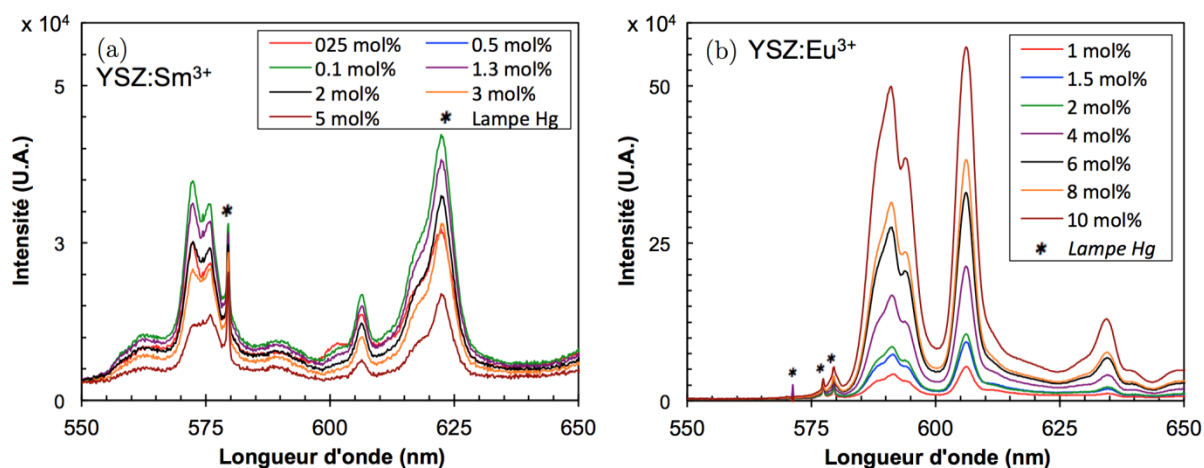 x 10⁴
(a)
YSZ:Sm³⁺
025 mol%
0.5 mol%
0.1 mol%
1.3 mol%
2 mol%
3 mol%
5 mol%
* Lampe Hg
*
Intensité (U.A.)
5
3
0
550
575
600
625
650
Longueur d'onde (nm)
x 10⁴
(b) YSZ:Eu³⁺
1 mol%
1.5 mol%
2 mol%
4 mol%
6 mol%
8 mol%
10 mol%
* Lampe Hg
*
*
*
Intensité (U.A.)
50
25
0
550
575
600
625
650
Longueur d'onde (nm)